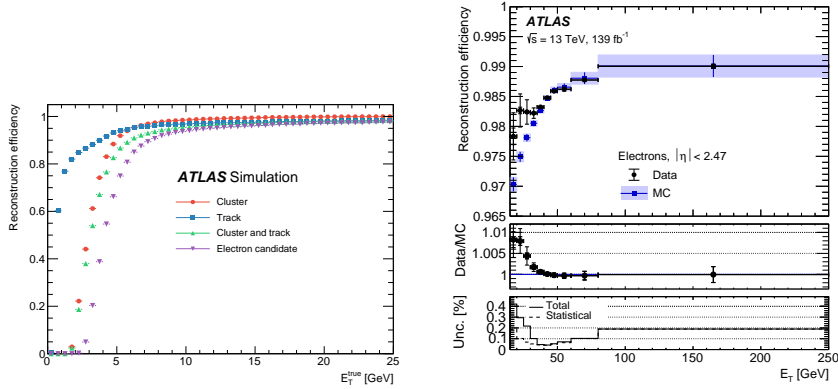 Reconstruction efficiency
1
0.8
0.6
0.4
0.2
0
ATLAS Simulation
Cluster
Track
Cluster and track
Electron candidate
0 5 10 15 20 25
E_T^true [GeV]
Reconstruction efficiency
0.995
0.99
0.985
0.98
0.975
0.97
0.965
ATLAS
√s = 13 TeV, 139 fb⁻¹
Electrons, |η| < 2.47
Data
MC
Data/MC
1.01
1.005
1
Unc. [%]
0.4
0.3
0.2
0.1
0
Total
Statistical
50 100 150 200 250
E_T [GeV]